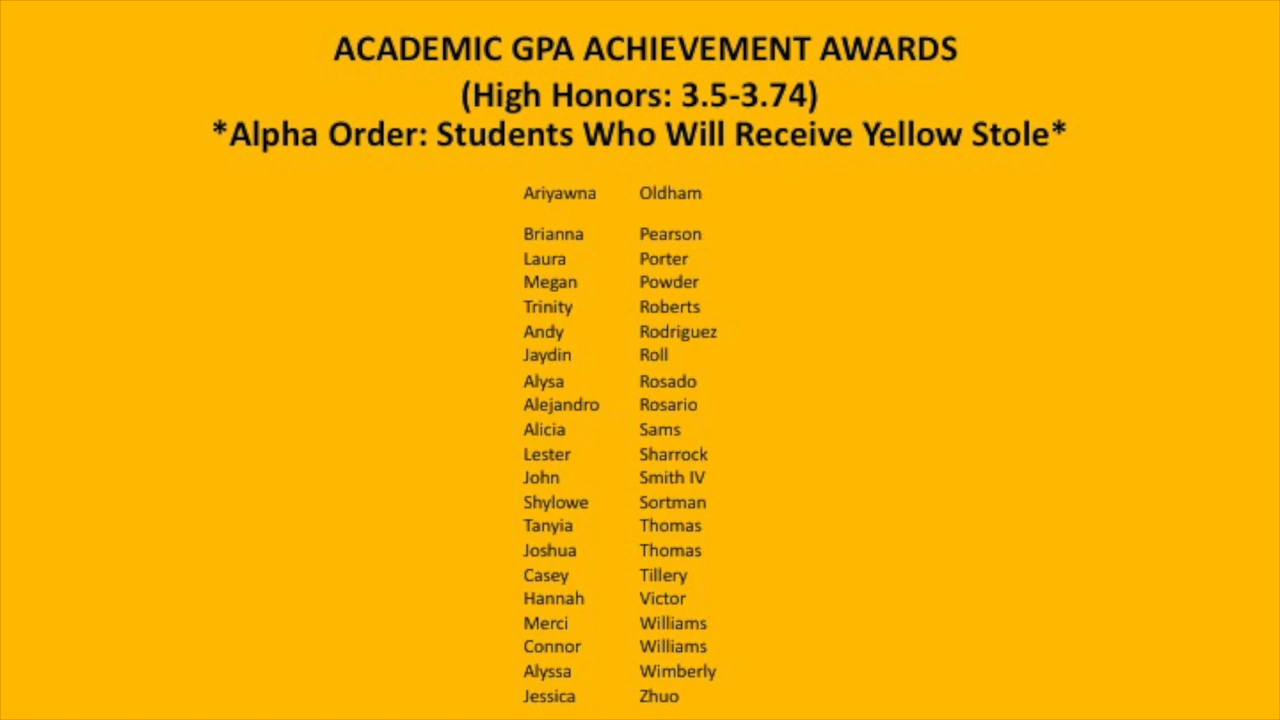 ACADEMIC GPA ACHIEVEMENT AWARDS
(High Honors: 3.5-3.74)
*Alpha Order: Students Who Will Receive Yellow Stole*
Ariyawna Oldham
Brianna Pearson
Laura Porter
Megan Powder
Trinity Roberts
Andy Rodriguez
Jaydin Roll
Alysa Rosado
Alejandro Rosario
Alicia Sams
Lester Sharrock
John Smith IV
Shylowe Sortman
Tanyia Thomas
Joshua Thomas
Casey Tillery
Hannah Victor
Merci Williams
Connor Williams
Alyssa Wimberly
Jessica Zhuo